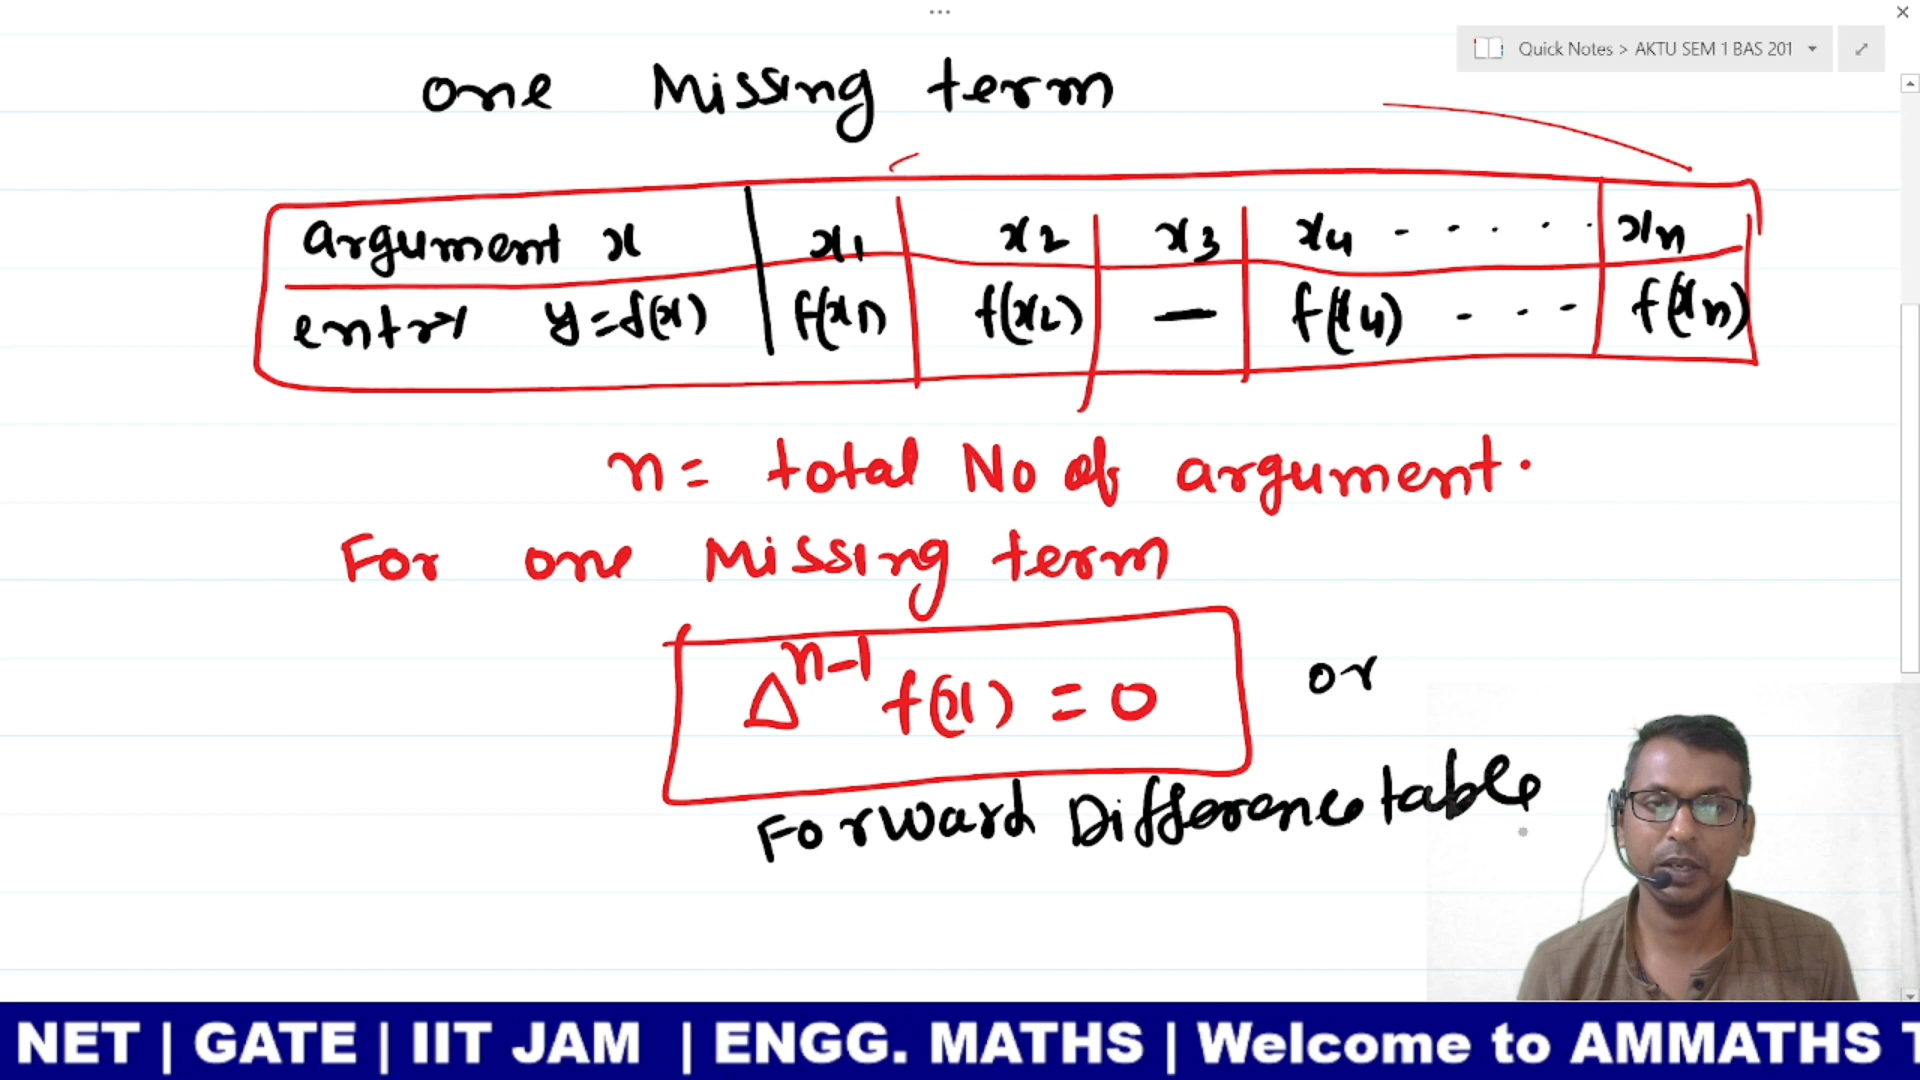 Quick Notes > AKTU SEM 1 BAS 201
one Missing term
argument x x1 x2 x3 x4 - · · · · · xn
entry y=f(x) f(x1) f(x2) — f(x4) - · · - f(xn)
n = total No of argument.
For one Missing term
Δ^{n-1} f(x) = 0 or
Forward Difference table
NET | GATE | IIT JAM | ENGG. MATHS | Welcome to AMMATHS T